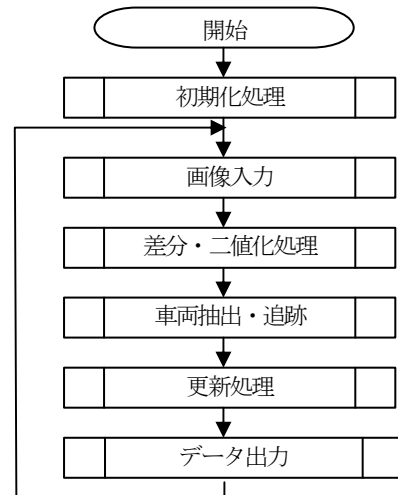 開始
初期化処理
画像入力
差分・二値化処理
車両抽出・追跡
更新処理
データ出力